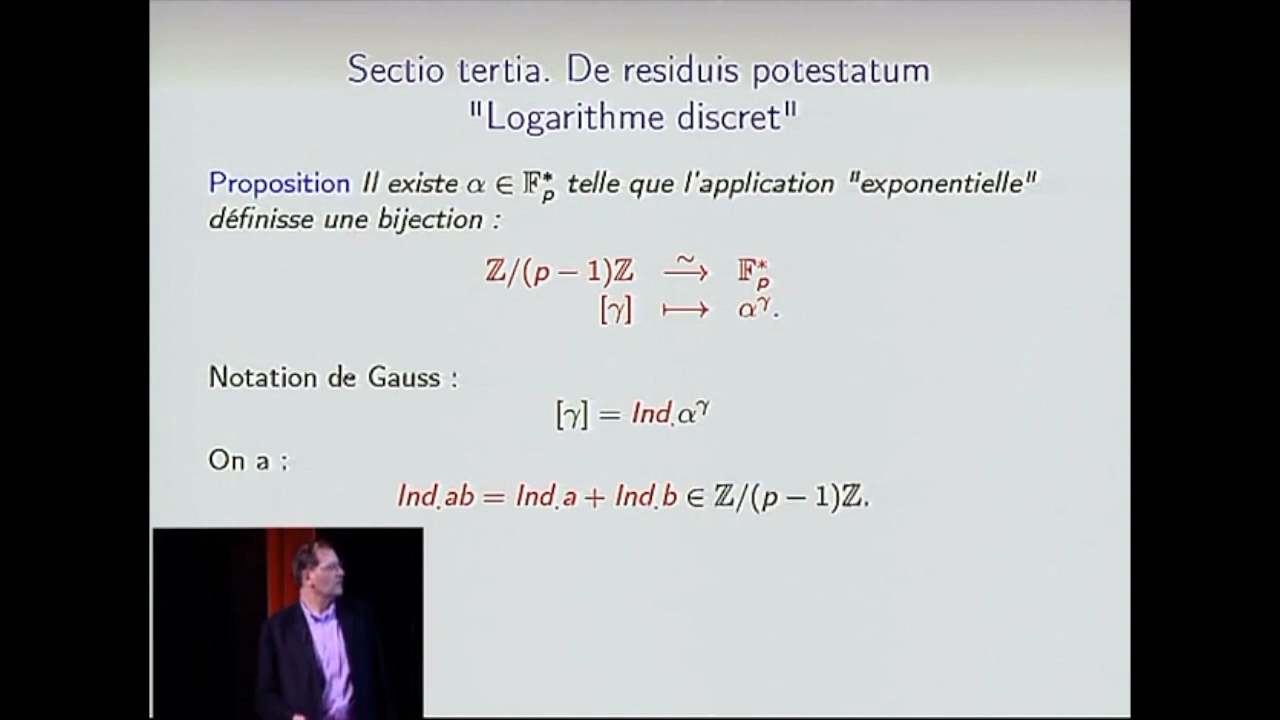 Sectio tertia. De residuis potestatum
"Logarithme discret"
Proposition Il existe α ∈ 𝔽*ₚ telle que l'application "exponentielle"
définisse une bijection :
ℤ/(p − 1)ℤ ⥲ 𝔽*ₚ
[γ] ⟼ α^γ.
Notation de Gauss :
[γ] = Ind.α^γ
On a :
Ind.ab = Ind.a + Ind.b ∈ ℤ/(p − 1)ℤ.